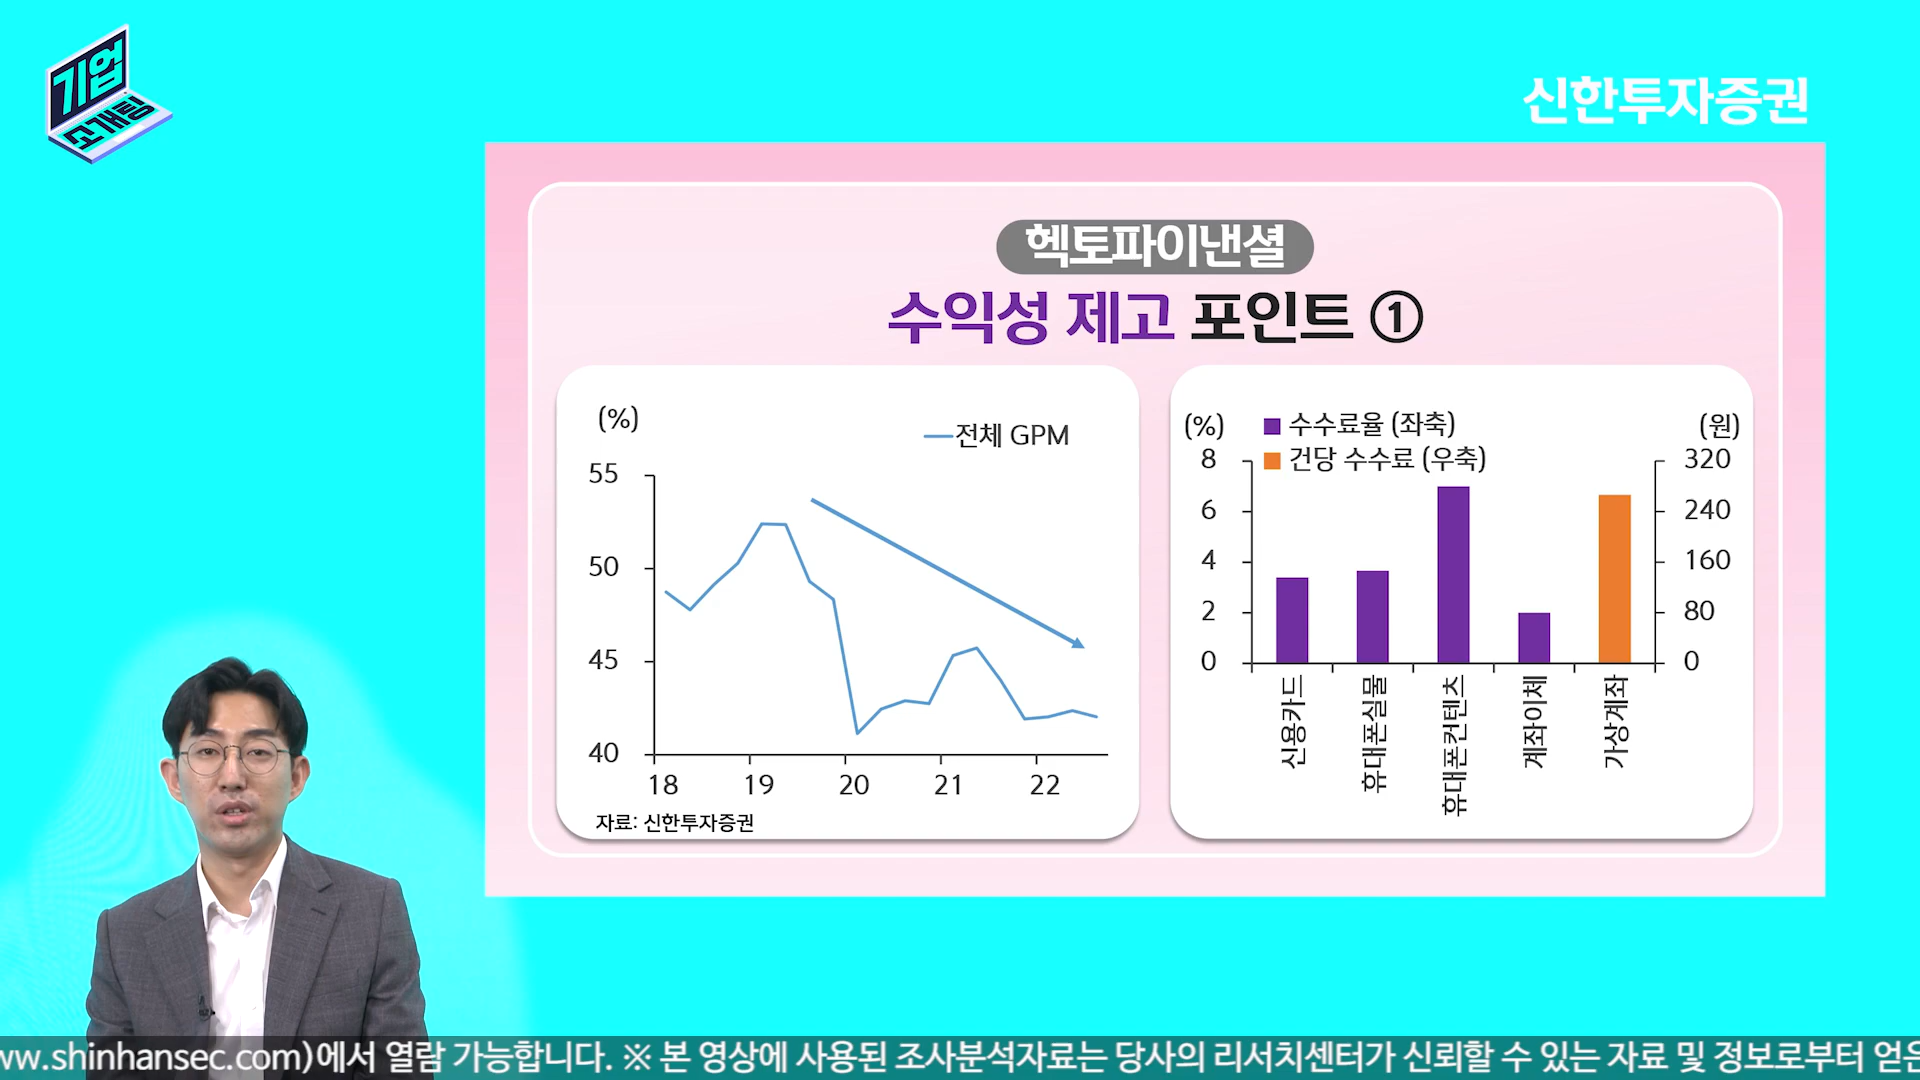 기업
소개팅
신한투자증권
헥토파이낸셜
수익성 제고 포인트 ①
(%)
전체 GPM
55
50
45
40
18 19 20 21 22
자료: 신한투자증권
(%)
수수료율 (좌축)
(원)
건당 수수료 (우축)
8
6
4
2
0
320
240
160
80
0
신용카드
휴대폰실물
휴대폰컨텐츠
계좌이체
가상계좌
ww.shinhansec.com)에서 열람 가능합니다. ※ 본 영상에 사용된 조사분석자료는 당사의 리서치센터가 신뢰할 수 있는 자료 및 정보로부터 얻은